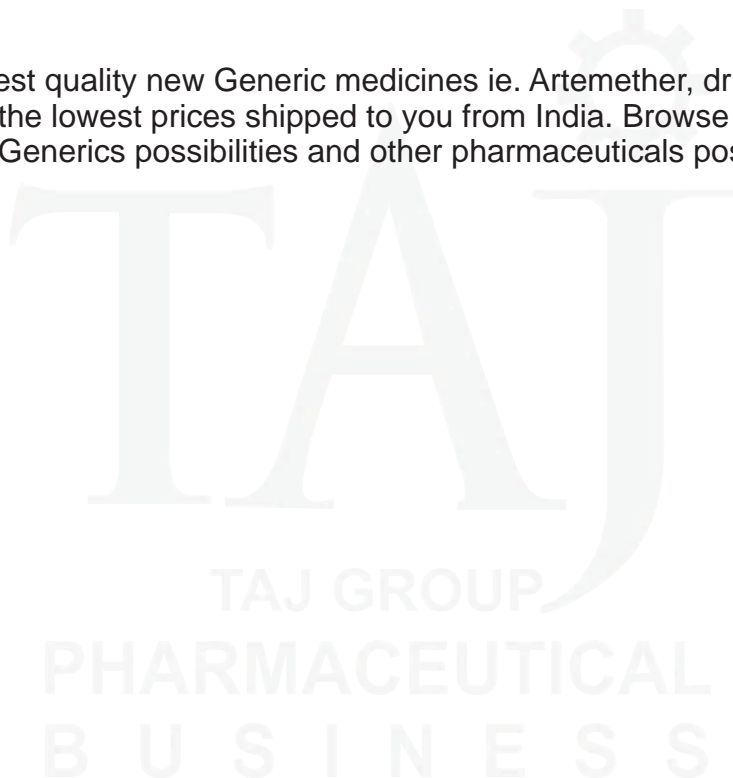 est quality new Generic medicines ie. Artemether, dr
the lowest prices shipped to you from India. Browse
Generics possibilities and other pharmaceuticals pos
TAJ
TAJ GROUP
PHARMACEUTICAL
BUSINESS